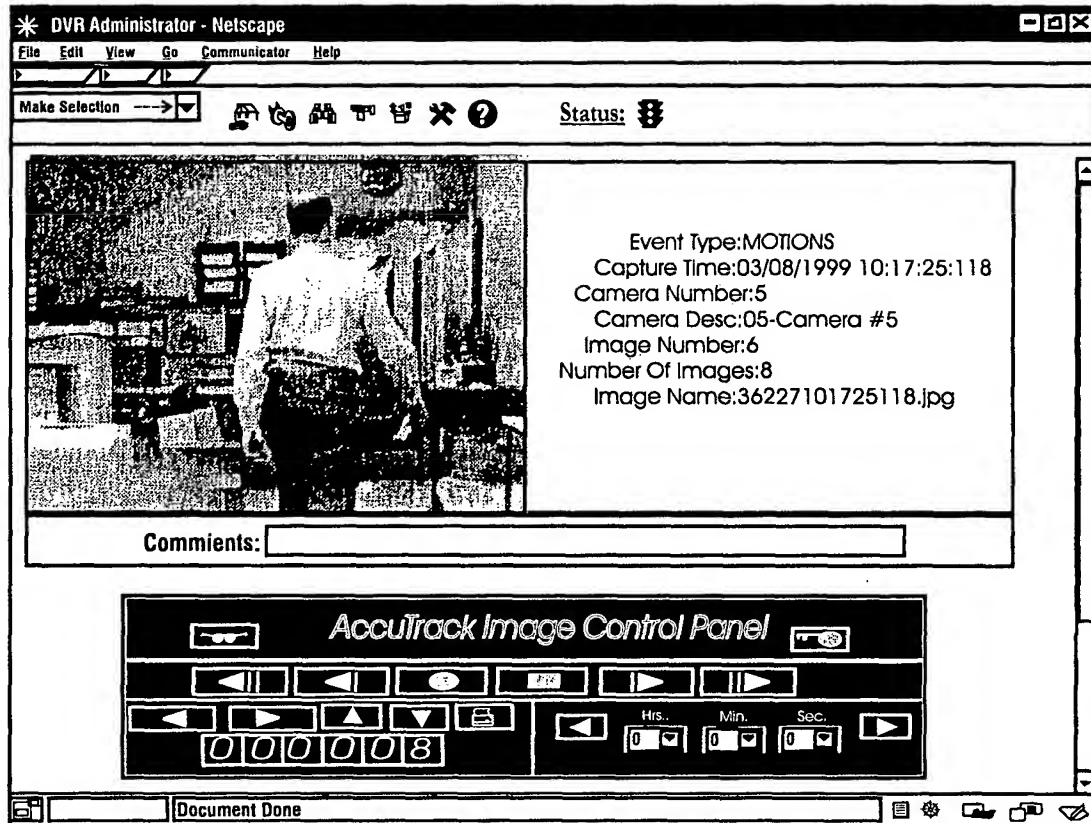 DVR Administrator - Netscape
File Edit View Go Communicator Help
Make Selection ---->
Status:
Event Type:MOTIONS
Capture Time:03/08/1999 10:17:25:118
Camera Number:5
Camera Desc:05-Camera #5
Image Number:6
Number Of Images:8
Image Name:36227101725118.jpg
Commients:
AccuTrack Image Control Panel
Hrs.. Min. Sec.
0 0 0
000008
Document Done